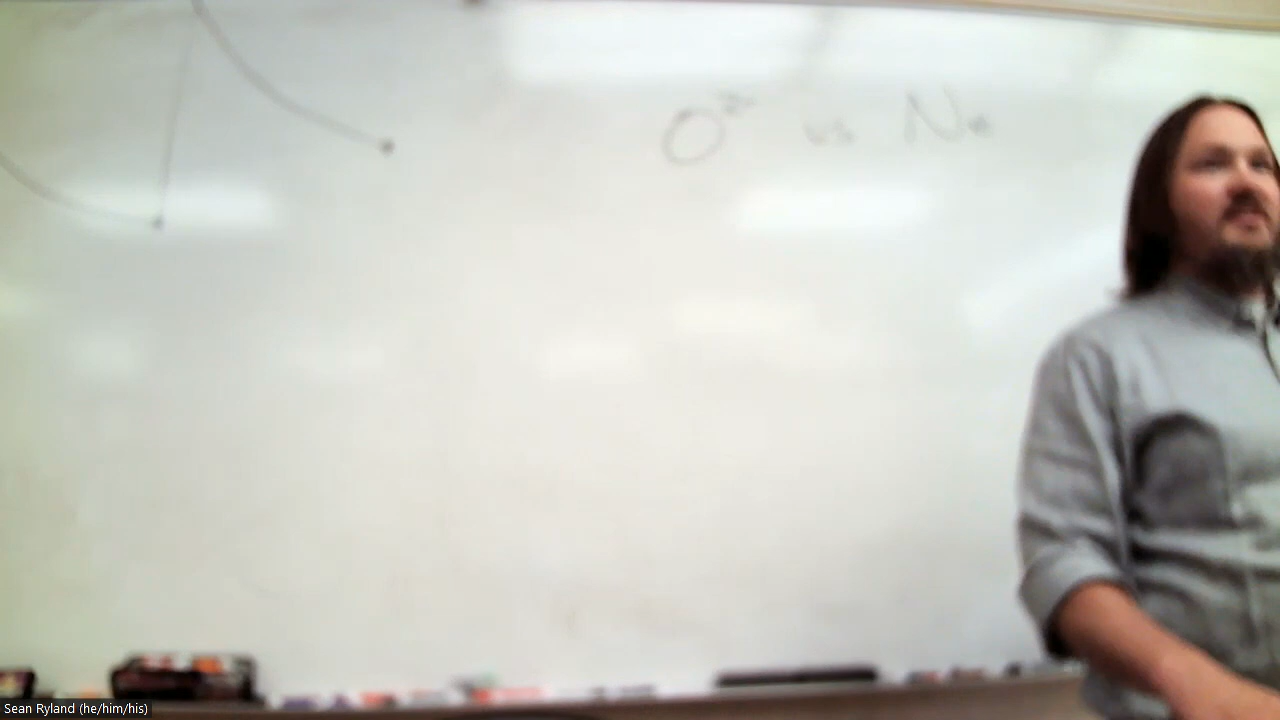 O²⁻ vs Ne
Sean Ryland (he/him/his)